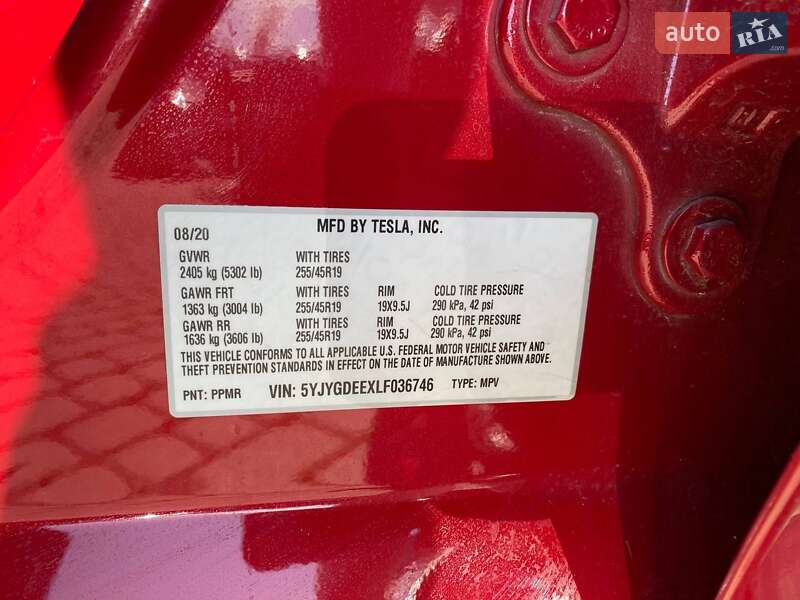 auto RIA .com
MFD BY TESLA, INC.
08/20
GVWR WITH TIRES
2405 kg (5302 lb) 255/45R19
GAWR FRT WITH TIRES RIM COLD TIRE PRESSURE
1363 kg (3004 lb) 255/45R19 19X9.5J 290 kPa, 42 psi
GAWR RR WITH TIRES RIM COLD TIRE PRESSURE
1636 kg (3606 lb) 255/45R19 19X9.5J 290 kPa, 42 psi
THIS VEHICLE CONFORMS TO ALL APPLICABLE U.S. FEDERAL MOTOR VEHICLE SAFETY AND
THEFT PREVENTION STANDARDS IN EFFECT ON THE DATE OF MANUFACTURE SHOWN ABOVE.
PNT: PPMR VIN: 5YJYGDEEXLF036746 TYPE: MPV